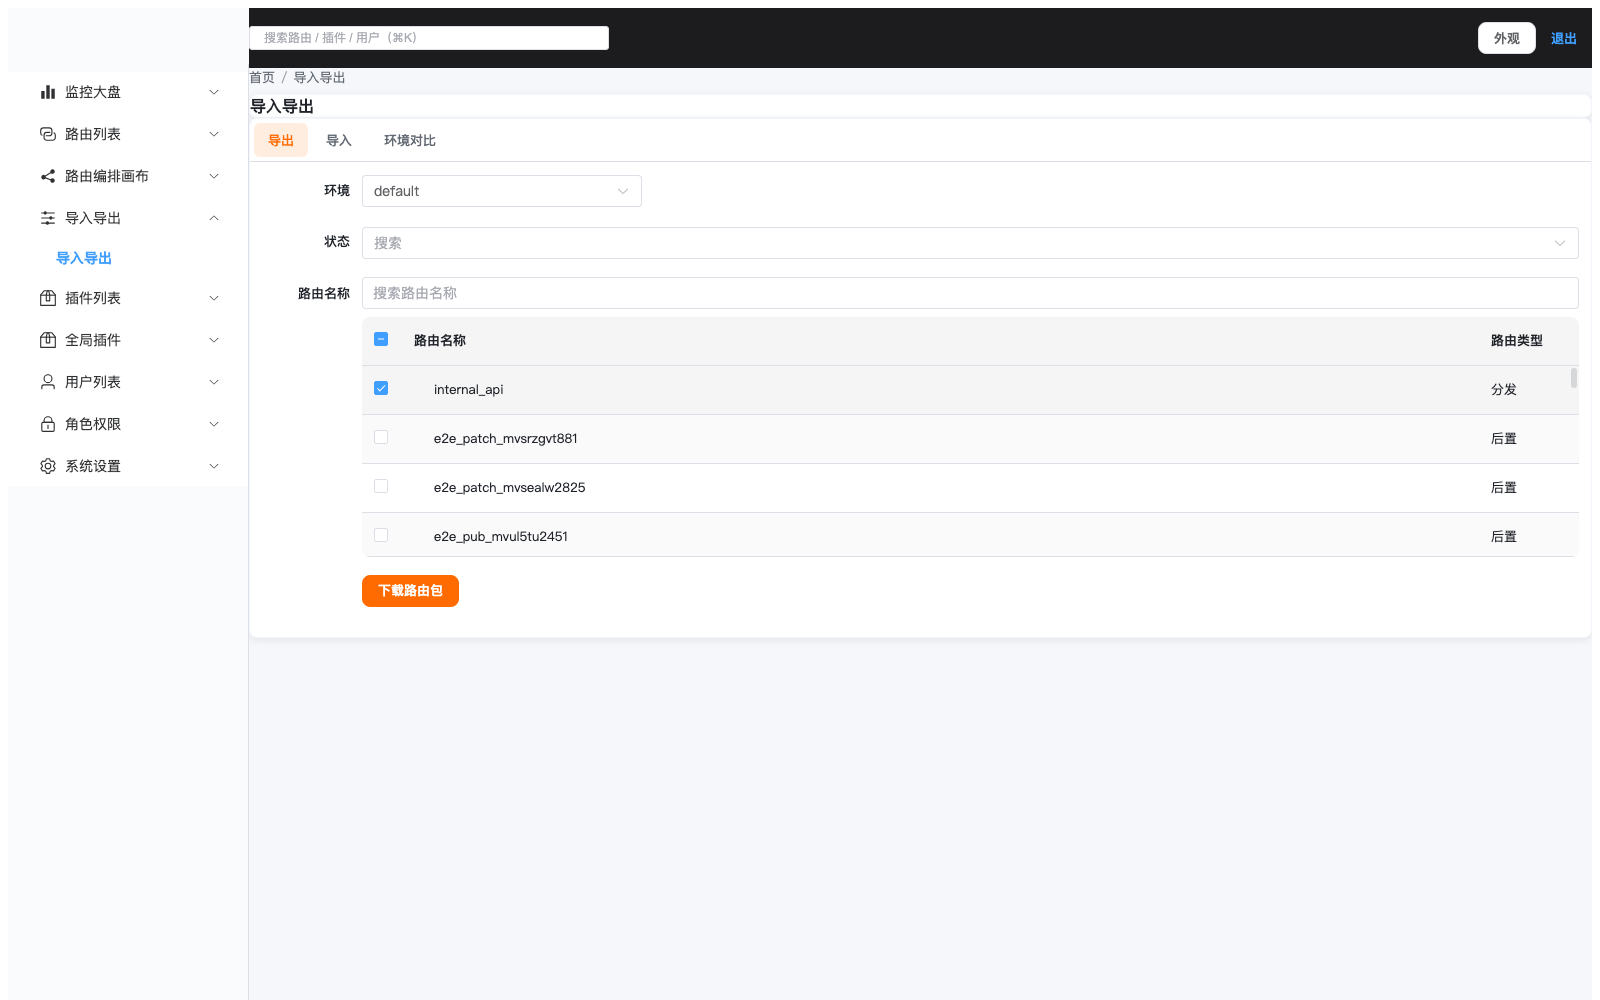 搜索路由 / 插件 / 用户（⌘K）
外观
退出
监控大盘
路由列表
路由编排画布
导入导出
导入导出
插件列表
全局插件
用户列表
角色权限
系统设置
首页 / 导入导出
导入导出
导出 导入 环境对比
环境 default
状态 搜索
路由名称 搜索路由名称
路由名称 路由类型
internal_api 分发
e2e_patch_mvsrzgvt881 后置
e2e_patch_mvsealw2825 后置
e2e_pub_mvul5tu2451 后置
下载路由包